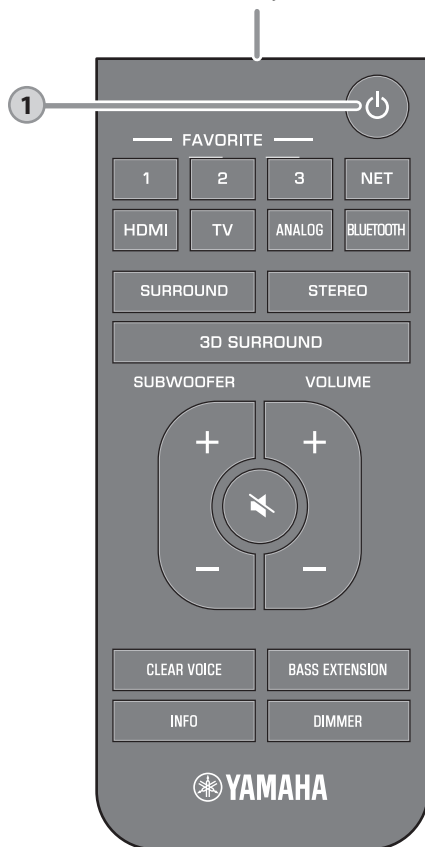 1
FAVORITE
1 2 3 NET
HDMI TV ANALOG BLUETOOTH
SURROUND STEREO
3D SURROUND
SUBWOOFER VOLUME
+ +
– –
CLEAR VOICE BASS EXTENSION
INFO DIMMER
YAMAHA